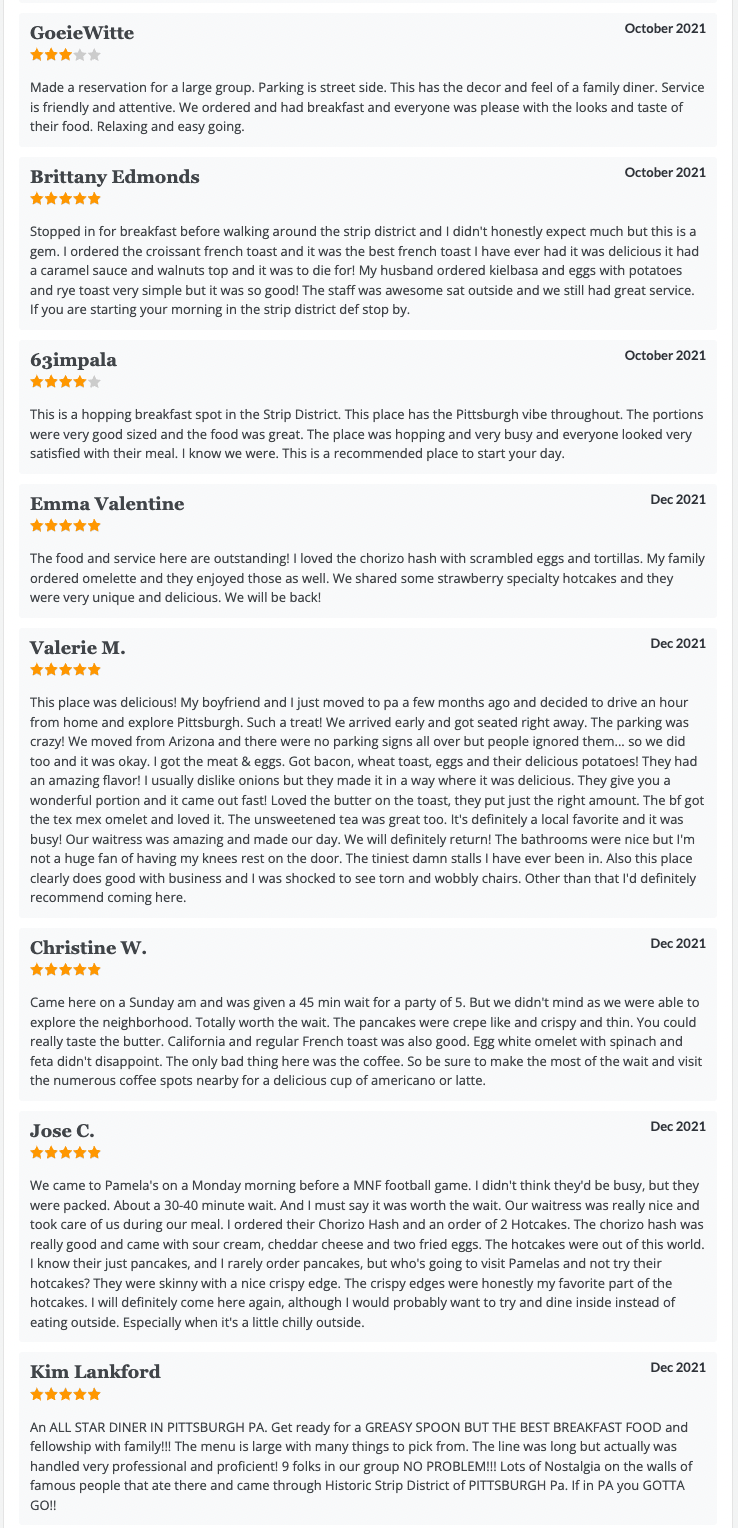 GoeieWitte
October 2021
Made a reservation for a large group. Parking is street side. This has the decor and feel of a family diner. Service
is friendly and attentive. We ordered and had breakfast and everyone was please with the looks and taste of
their food. Relaxing and easy going.
Brittany Edmonds
October 2021
Stopped in for breakfast before walking around the strip district and I didn't honestly expect much but this is a
gem. I ordered the croissant french toast and it was the best french toast I have ever had it was delicious it had
a caramel sauce and walnuts top and it was to die for! My husband ordered kielbasa and eggs with potatoes
and rye toast very simple but it was so good! The staff was awesome sat outside and we still had great service.
If you are starting your morning in the strip district def stop by.
63impala
October 2021
This is a hopping breakfast spot in the Strip District. This place has the Pittsburgh vibe throughout. The portions
were very good sized and the food was great. The place was hopping and very busy and everyone looked very
satisfied with their meal. I know we were. This is a recommended place to start your day.
Emma Valentine
Dec 2021
The food and service here are outstanding! I loved the chorizo hash with scrambled eggs and tortillas. My family
ordered omelette and they enjoyed those as well. We shared some strawberry specialty hotcakes and they
were very unique and delicious. We will be back!
Valerie M.
Dec 2021
This place was delicious! My boyfriend and I just moved to pa a few months ago and decided to drive an hour
from home and explore Pittsburgh. Such a treat! We arrived early and got seated right away. The parking was
crazy! We moved from Arizona and there were no parking signs all over but people ignored them... so we did
too and it was okay. I got the meat & eggs. Got bacon, wheat toast, eggs and their delicious potatoes! They had
an amazing flavor! I usually dislike onions but they made it in a way where it was delicious. They give you a
wonderful portion and it came out fast! Loved the butter on the toast, they put just the right amount. The bf got
the tex mex omelet and loved it. The unsweetened tea was great too. It's definitely a local favorite and it was
busy! Our waitress was amazing and made our day. We will definitely return! The bathrooms were nice but I'm
not a huge fan of having my knees rest on the door. The tiniest damn stalls I have ever been in. Also this place
clearly does good with business and I was shocked to see torn and wobbly chairs. Other than that I'd definitely
recommend coming here.
Christine W.
Dec 2021
Came here on a Sunday am and was given a 45 min wait for a party of 5. But we didn't mind as we were able to
explore the neighborhood. Totally worth the wait. The pancakes were crepe like and crispy and thin. You could
really taste the butter. California and regular French toast was also good. Egg white omelet with spinach and
feta didn't disappoint. The only bad thing here was the coffee. So be sure to make the most of the wait and visit
the numerous coffee spots nearby for a delicious cup of americano or latte.
Jose C.
Dec 2021
We came to Pamela's on a Monday morning before a MNF football game. I didn't think they'd be busy, but they
were packed. About a 30-40 minute wait. And I must say it was worth the wait. Our waitress was really nice and
took care of us during our meal. I ordered their Chorizo Hash and an order of 2 Hotcakes. The chorizo hash was
really good and came with sour cream, cheddar cheese and two fried eggs. The hotcakes were out of this world.
I know their just pancakes, and I rarely order pancakes, but who's going to visit Pamelas and not try their
hotcakes? They were skinny with a nice crispy edge. The crispy edges were honestly my favorite part of the
hotcakes. I will definitely come here again, although I would probably want to try and dine inside instead of
eating outside. Especially when it's a little chilly outside.
Kim Lankford
Dec 2021
An ALL STAR DINER IN PITTSBURGH PA. Get ready for a GREASY SPOON BUT THE BEST BREAKFAST FOOD and
fellowship with family!!! The menu is large with many things to pick from. The line was long but actually was
handled very professional and proficient! 9 folks in our group NO PROBLEM!!! Lots of Nostalgia on the walls of
famous people that ate there and came through Historic Strip District of PITTSBURGH Pa. If in PA you GOTTA
GO!!